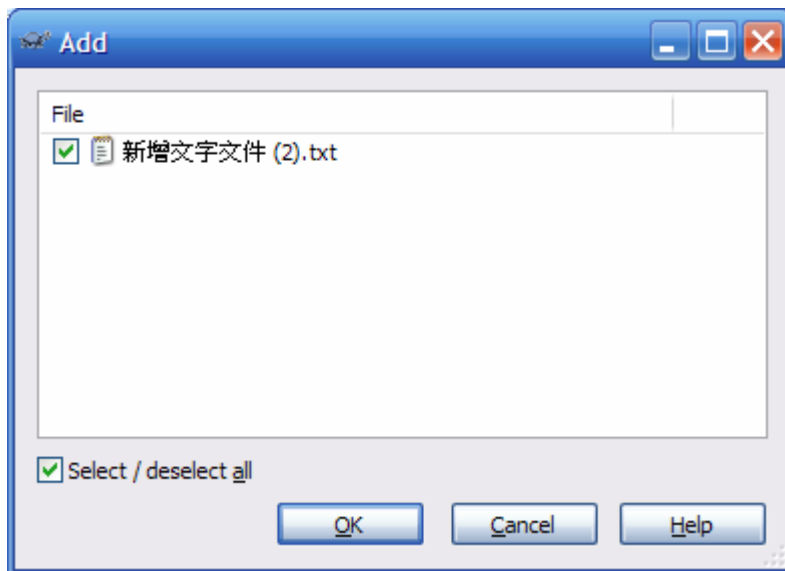 Add
File
新增文字文件 (2).txt
Select / deselect all
OK Cancel Help